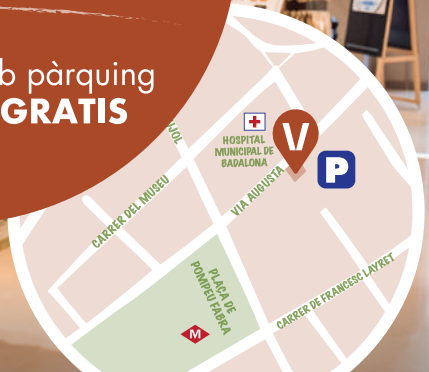 b pàrquing
GRATIS
HOSPITAL
MUNICIPAL DE
BADALONA
V
P
VIA AUGUSTA
CARRER DEL MUSEU
PLAÇA DE
POMPEU FABRA
M
CARRER DE FRANCESC LAYRET